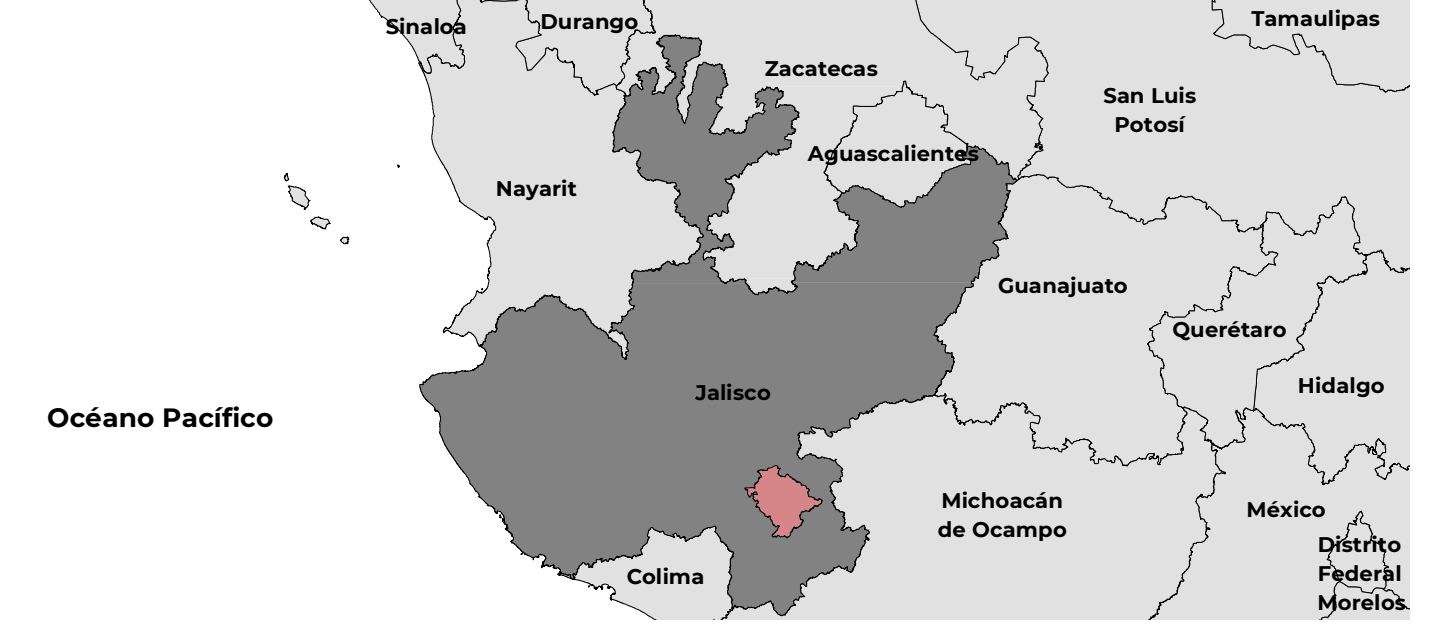 Sinaloa
Durango
Tamaulipas
Zacatecas
San Luis
Potosí
Aguascalientes
Nayarit
Guanajuato
Querétaro
Hidalgo
Jalisco
Océano Pacífico
Michoacán
de Ocampo
México
Distrito
Federal
Morelos
Colima